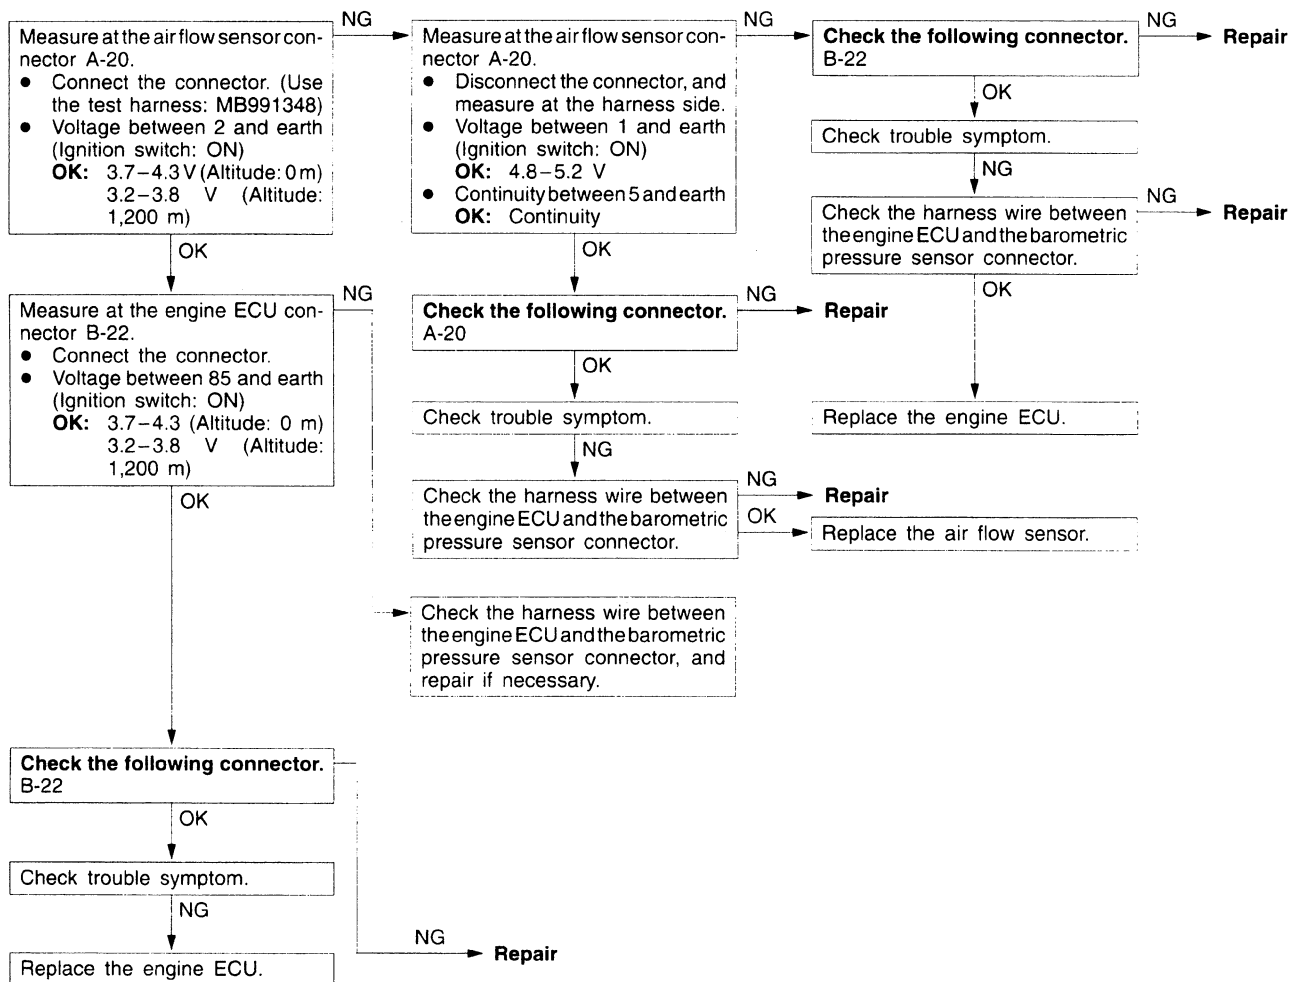 NG
Measure at the air flow sensor con-
nector A-20.
● Connect the connector. (Use
the test harness: MB991348)
● Voltage between 2 and earth
(Ignition switch: ON)
OK: 3.7–4.3 V (Altitude: 0 m)
3.2–3.8 V (Altitude:
1,200 m)
OK
NG
Measure at the engine ECU con-
nector B-22.
● Connect the connector.
● Voltage between 85 and earth
(Ignition switch: ON)
OK: 3.7–4.3 (Altitude: 0 m)
3.2–3.8 V (Altitude:
1,200 m)
OK
Check the following connector.
B-22
OK
Check trouble symptom.
NG
Replace the engine ECU.
NG
Repair
NG
Measure at the air flow sensor con-
nector A-20.
● Disconnect the connector, and
measure at the harness side.
● Voltage between 1 and earth
(Ignition switch: ON)
OK: 4.8–5.2 V
● Continuity between 5 and earth
OK: Continuity
OK
Check the following connector.
A-20
NG
Repair
OK
Check trouble symptom.
NG
Check the harness wire between
the engine ECU and the barometric
pressure sensor connector.
NG
Repair
OK
Replace the air flow sensor.
Check the harness wire between
the engine ECU and the barometric
pressure sensor connector, and
repair if necessary.
Check the following connector.
B-22
NG
Repair
OK
Check trouble symptom.
NG
Check the harness wire between
the engine ECU and the barometric
pressure sensor connector.
NG
Repair
OK
Replace the engine ECU.